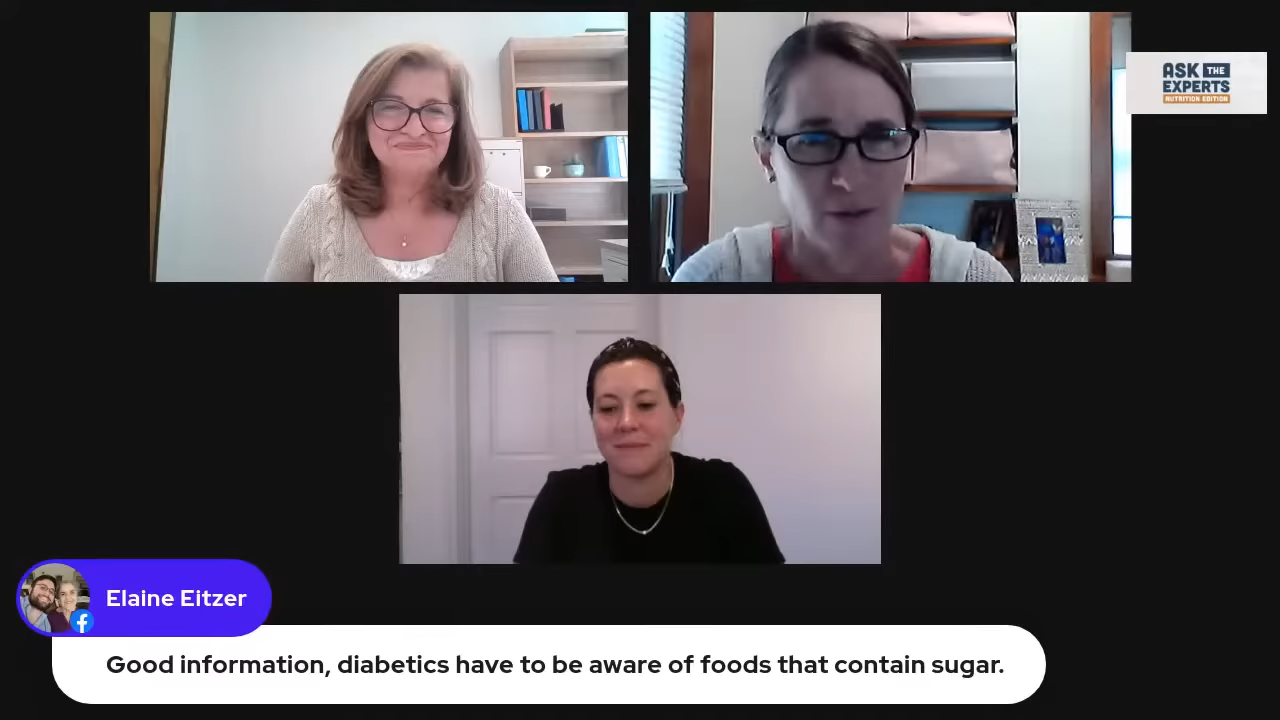 ASK THE
EXPERTS
NUTRITION EDITION
Elaine Eitzer
Good information, diabetics have to be aware of foods that contain sugar.